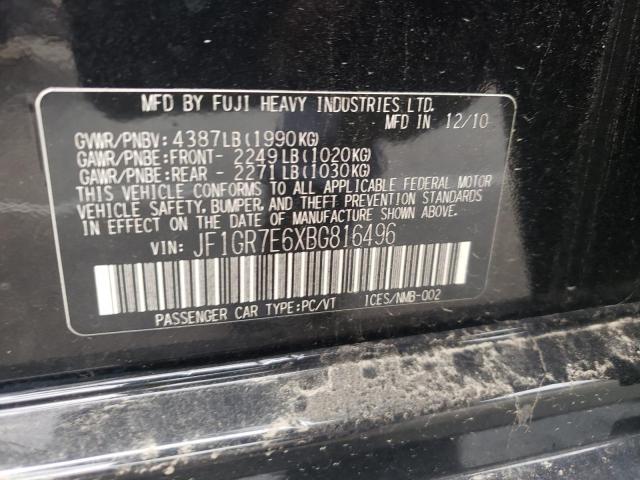 MFD BY FUJI HEAVY INDUSTRIES LTD.
MFD IN 12/10
GVWR/PNBV: 4387LB (1990KG)
GAWR/PNBE: FRONT- 2249LB (1020KG)
GAWR/PNBE: REAR - 2271LB (1030KG)
THIS VEHICLE CONFORMS TO ALL APPLICABLE FEDERAL MOTOR
VEHICLE SAFETY, BUMPER, AND THEFT PREVENTION STANDARDS
IN EFFECT ON THE DATE OF MANUFACTURE SHOWN ABOVE.
VIN: JF1GR7E6XBG816496
PASSENGER CAR TYPE:PC/VT ICES/NMB-002